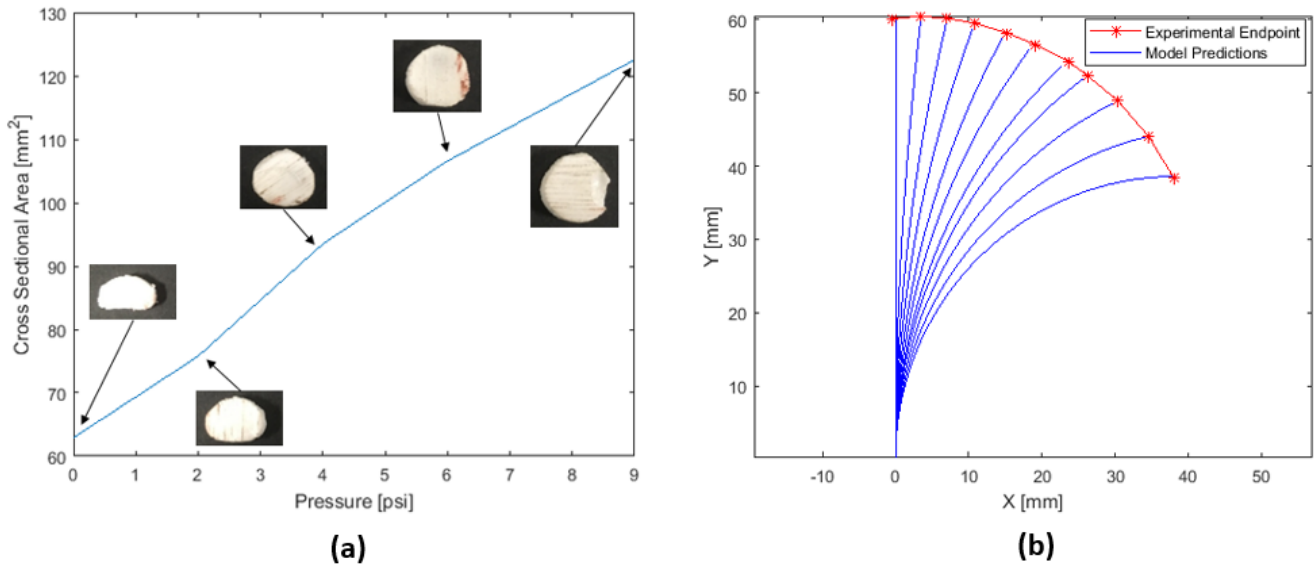 130
120
110
100
90
80
70
60
Cross Sectional Area [mm²]
0 1 2 3 4 5 6 7 8 9
Pressure [psi]
(a)
60
50
40
30
20
10
Y [mm]
Experimental Endpoint
Model Predictions
-10 0 10 20 30 40 50
X [mm]
(b)